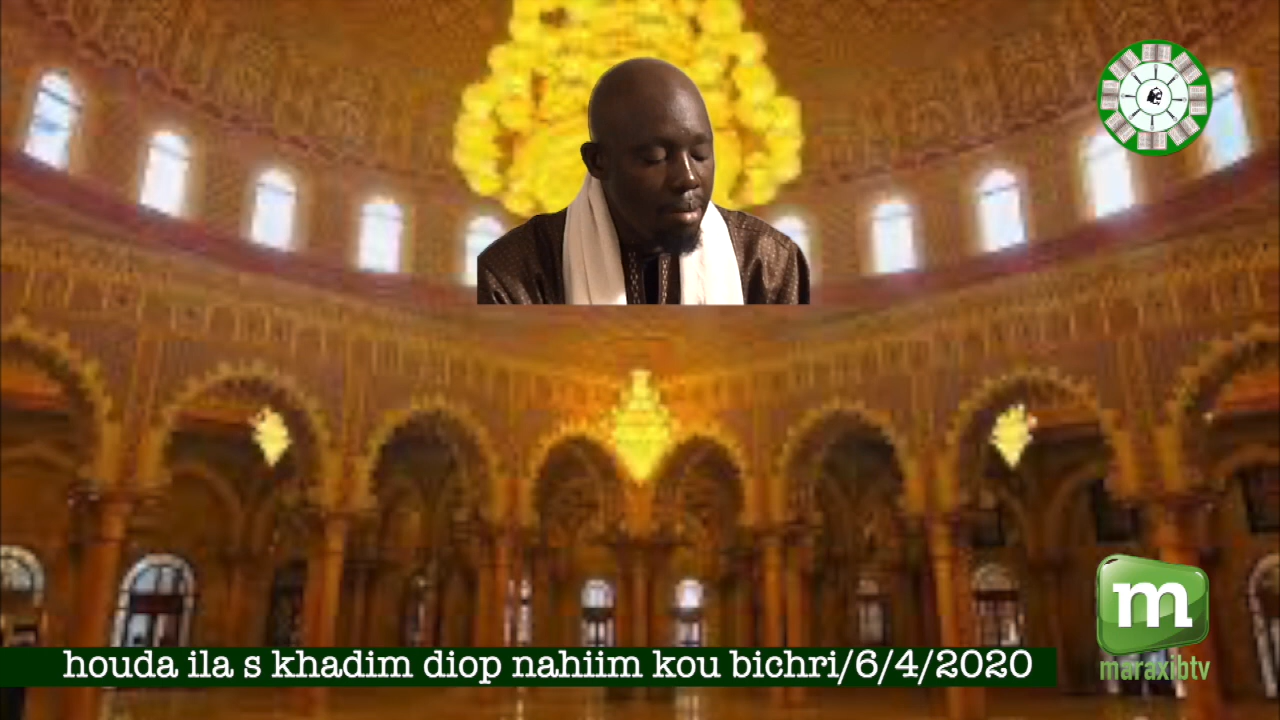 houda ila s khadim diop nahiim kou bichri/6/4/2020
m
maraxibtv